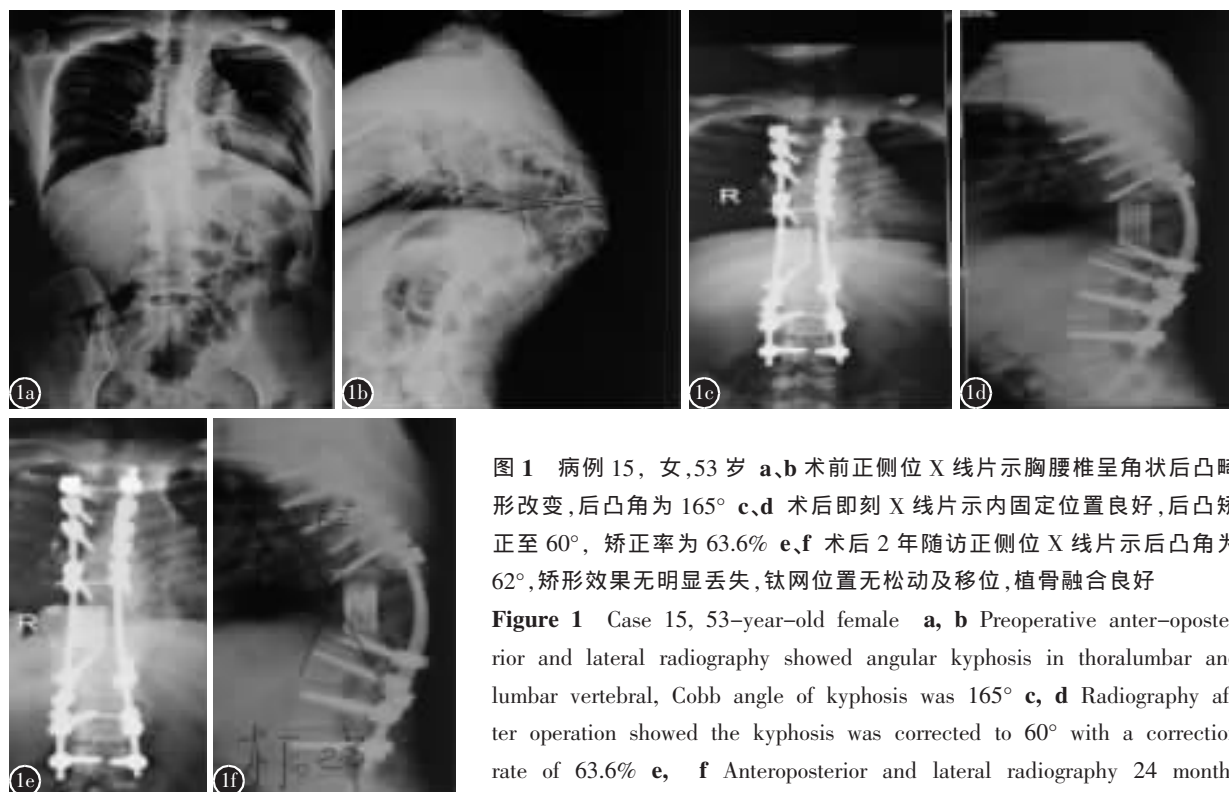 1a
1b
R
1c
1d
R
1e
1f
图 1 病例 15, 女,53 岁 a、b 术前正侧位 X 线片示胸腰椎呈角状后凸畸
形改变,后凸角为 165° c、d 术后即刻 X 线片示内固定位置良好,后凸矫
正至 60°, 矫正率为 63.6% e、f 术后 2 年随访正侧位 X 线片示后凸角为
62°,矫形效果无明显丢失,钛网位置无松动及移位,植骨融合良好
Figure 1 Case 15, 53-year-old female a, b Preoperative anter-oposte
rior and lateral radiography showed angular kyphosis in thoralumbar an
lumbar vertebral, Cobb angle of kyphosis was 165° c, d Radiography af
ter operation showed the kyphosis was corrected to 60° with a correctio
rate of 63.6% e, f Anteroposterior and lateral radiography 24 month